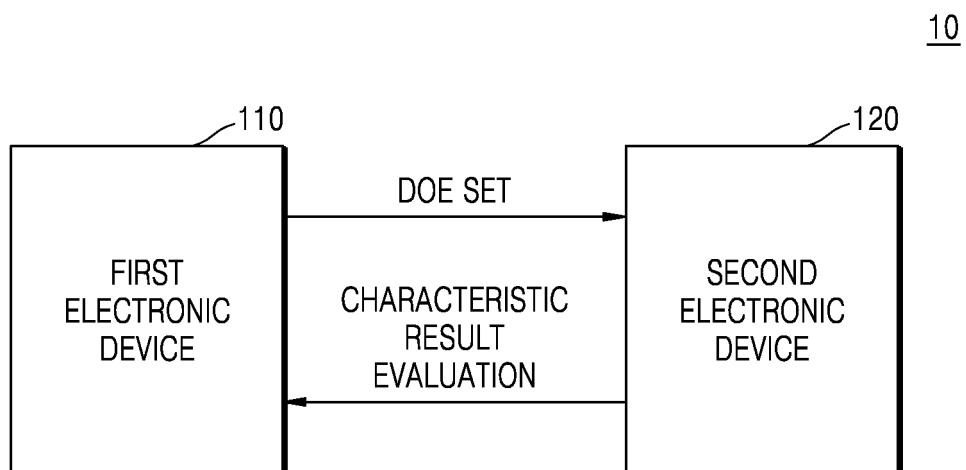 10
110
120
DOE SET
FIRST
ELECTRONIC
DEVICE
CHARACTERISTIC
RESULT
EVALUATION
SECOND
ELECTRONIC
DEVICE